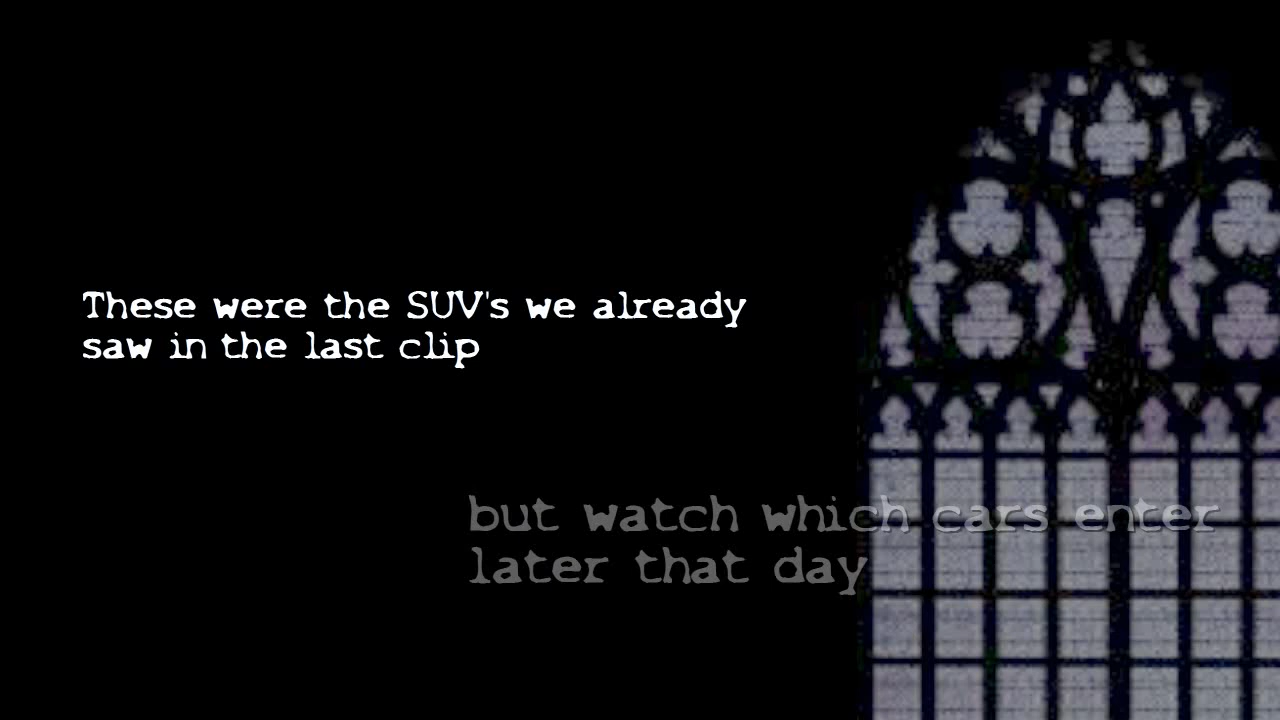 These were the SUV's we already
saw in the last clip
but watch which cars enter
later that day